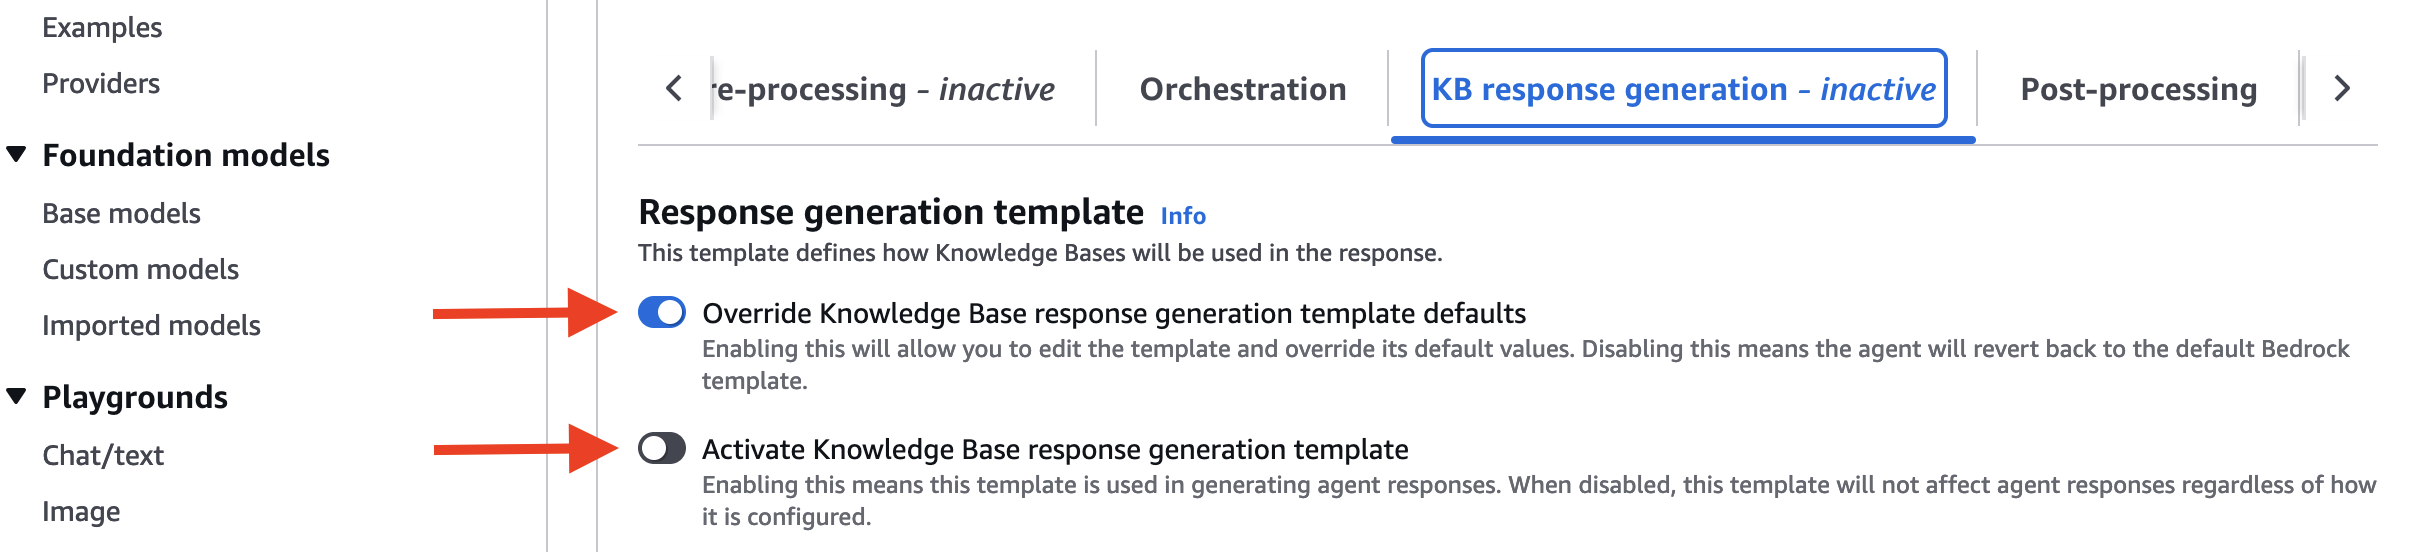 Examples
Providers
Foundation models
Base models
Custom models
Imported models
Playgrounds
Chat/text
Image
re-processing - inactive
Orchestration
KB response generation - inactive
Post-processing
Response generation template Info
This template defines how Knowledge Bases will be used in the response.
Override Knowledge Base response generation template defaults
Enabling this will allow you to edit the template and override its default values. Disabling this means the agent will revert back to the default Bedrock
template.
Activate Knowledge Base response generation template
Enabling this means this template is used in generating agent responses. When disabled, this template will not affect agent responses regardless of how
it is configured.